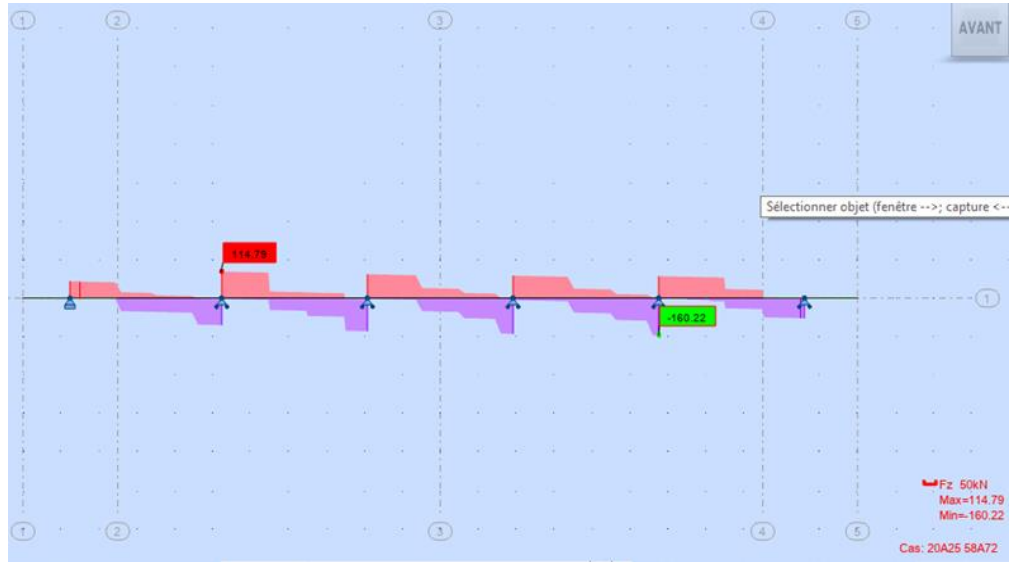 1 2 3 4 5
AVANT
Sélectionner objet (fenêtre -->; capture <--
114.79
1
-160.22
Fz 50kN
Max=114.79
Min=-160.22
1 2 3 4 5
Cas: 20A25 58A72